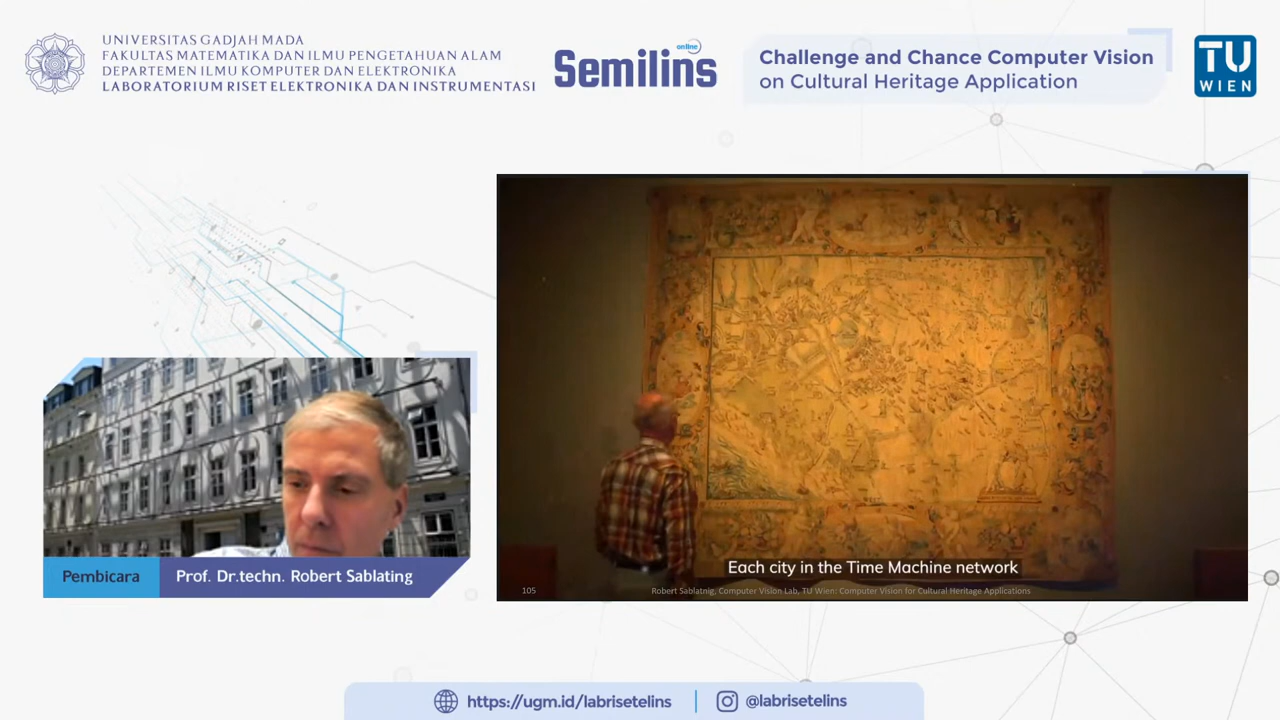 UNIVERSITAS GADJAH MADA
FAKULTAS MATEMATIKA DAN ILMU PENGETAHUAN ALAM
DEPARTEMEN ILMU KOMPUTER DAN ELEKTRONIKA
LABORATORIUM RISET ELEKTRONIKA DAN INSTRUMENTASI
online
Semilins
Challenge and Chance Computer Vision
on Cultural Heritage Application
TU
WIEN
Each city in the Time Machine network
105
Robert Sablatnig, Computer Vision Lab, TU Wien: Computer Vision for Cultural Heritage Applications
Pembicara
Prof. Dr.techn. Robert Sablating
https://ugm.id/labrisetelins
@labrisetelins